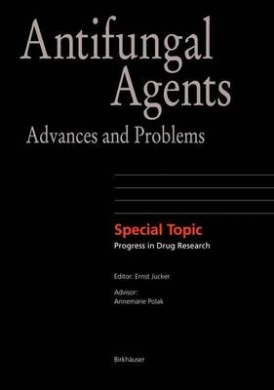 Antifungal
Agents
Advances and Problems
Special Topic
Progress in Drug Research
Editor: Ernst Jucker
Advisor:
Annemarie Polak
Birkhäuser